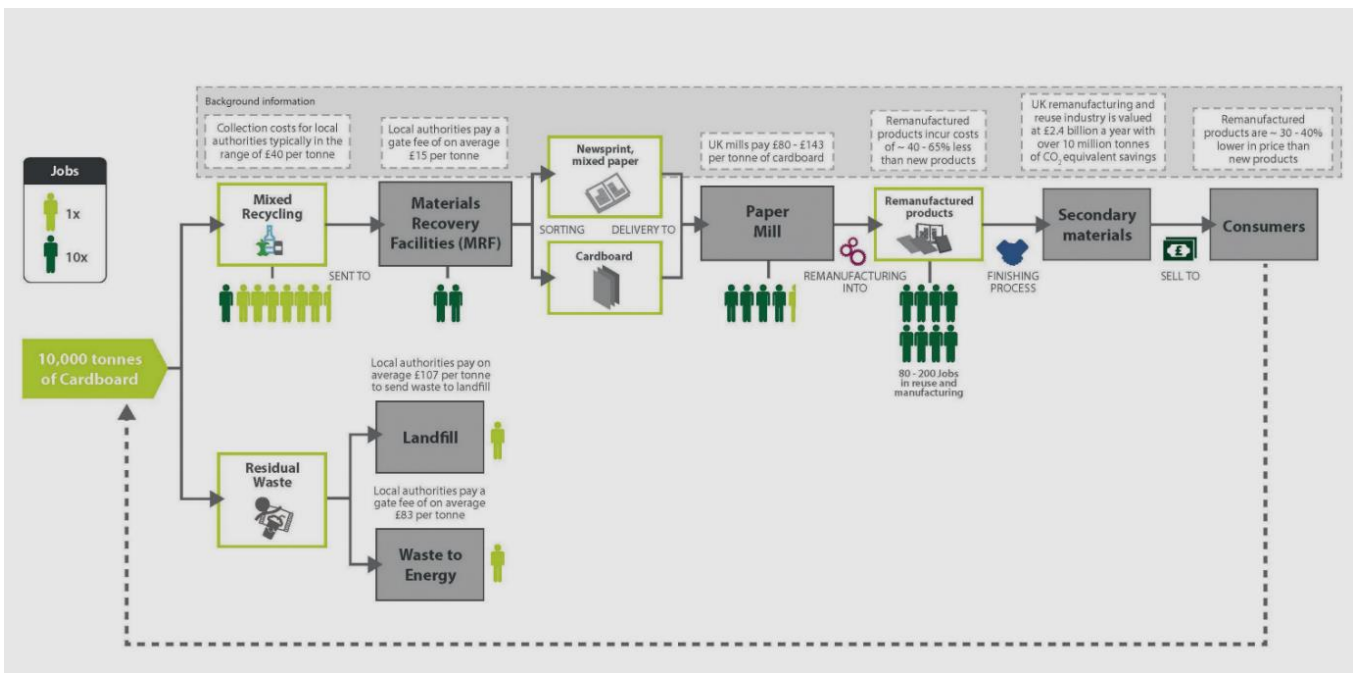 Background information
Collection costs for local
authorities typically in the
range of £40 per tonne
Local authorities pay a
gate fee of on average
£15 per tonne
UK mills pay £80 - £143
per tonne of cardboard
Remanufactured
products incur costs
of ~ 40 - 65% less
than new products
UK remanufacturing and
reuse industry is valued
at £2.4 billion a year with
over 10 million tonnes
of CO₂ equivalent savings
Remanufactured
products are ~ 30 - 40%
lower in price than
new products
Jobs
1x
10x
Mixed
Recycling
SENT TO
Materials
Recovery
Facilities (MRF)
SORTING
Newsprint,
mixed paper
Cardboard
DELIVERY TO
Paper
Mill
REMANUFACTURING
INTO
Remanufactured
products
80 - 200 Jobs
in reuse and
manufacturing
FINISHING
PROCESS
Secondary
materials
SELL TO
Consumers
10,000 tonnes
of Cardboard
Local authorities pay on
average £107 per tonne
to send waste to landfill
Landfill
Residual
Waste
Local authorities pay a
gate fee of on average
£83 per tonne
Waste to
Energy
£